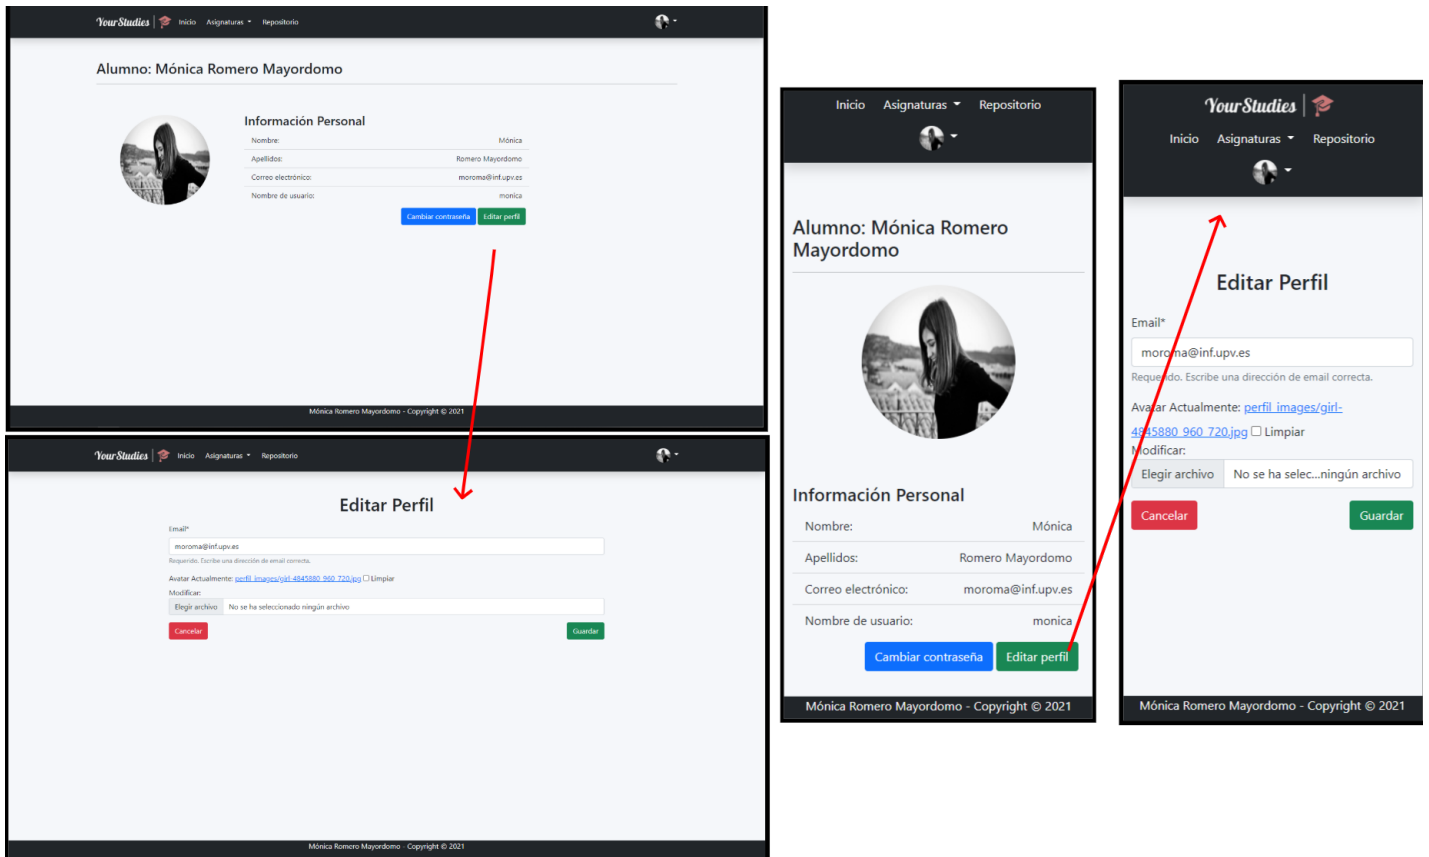 YourStudies | Inicio Asignaturas Repositorio
Alumno: Mónica Romero Mayordomo
Información Personal
Nombre: Mónica
Apellidos: Romero Mayordomo
Correo electrónico: moroma@inf.upv.es
Nombre de usuario: monica
Cambiar contraseña Editar perfil
Mónica Romero Mayordomo - Copyright © 2021
YourStudies | Inicio Asignaturas Repositorio
Editar Perfil
Email*
moroma@inf.upv.es
Requerido. Escribe una dirección de email correcta.
Avatar Actualmente: perfil_images/girl-4845880_960_720.jpg Limpiar
Modificar:
Elegir archivo No se ha seleccionado ningún archivo
Cancelar Guardar
Mónica Romero Mayordomo - Copyright © 2021
Inicio Asignaturas Repositorio
Alumno: Mónica Romero
Mayordomo
Información Personal
Nombre: Mónica
Apellidos: Romero Mayordomo
Correo electrónico: moroma@inf.upv.es
Nombre de usuario: monica
Cambiar contraseña Editar perfil
Mónica Romero Mayordomo - Copyright © 2021
YourStudies |
Inicio Asignaturas Repositorio
Editar Perfil
Email*
moroma@inf.upv.es
Requerido. Escribe una dirección de email correcta.
Avatar Actualmente: perfil_images/girl-
4845880_960_720.jpg Limpiar
Modificar:
Elegir archivo No se ha selec...ningún archivo
Cancelar Guardar
Mónica Romero Mayordomo - Copyright © 2021